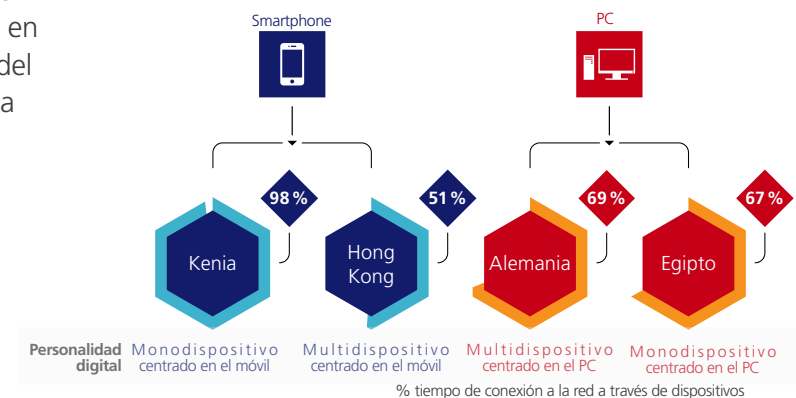 en
del
a
Smartphone
PC
98 %
51 %
69 %
67 %
Kenia
Hong
Kong
Alemania
Egipto
Personalidad
digital
Monodispositivo
centrado en el móvil
Multidispositivo
centrado en el móvil
Multidispositivo
centrado en el PC
Monodispositivo
centrado en el PC
% tiempo de conexión a la red a través de dispositivos